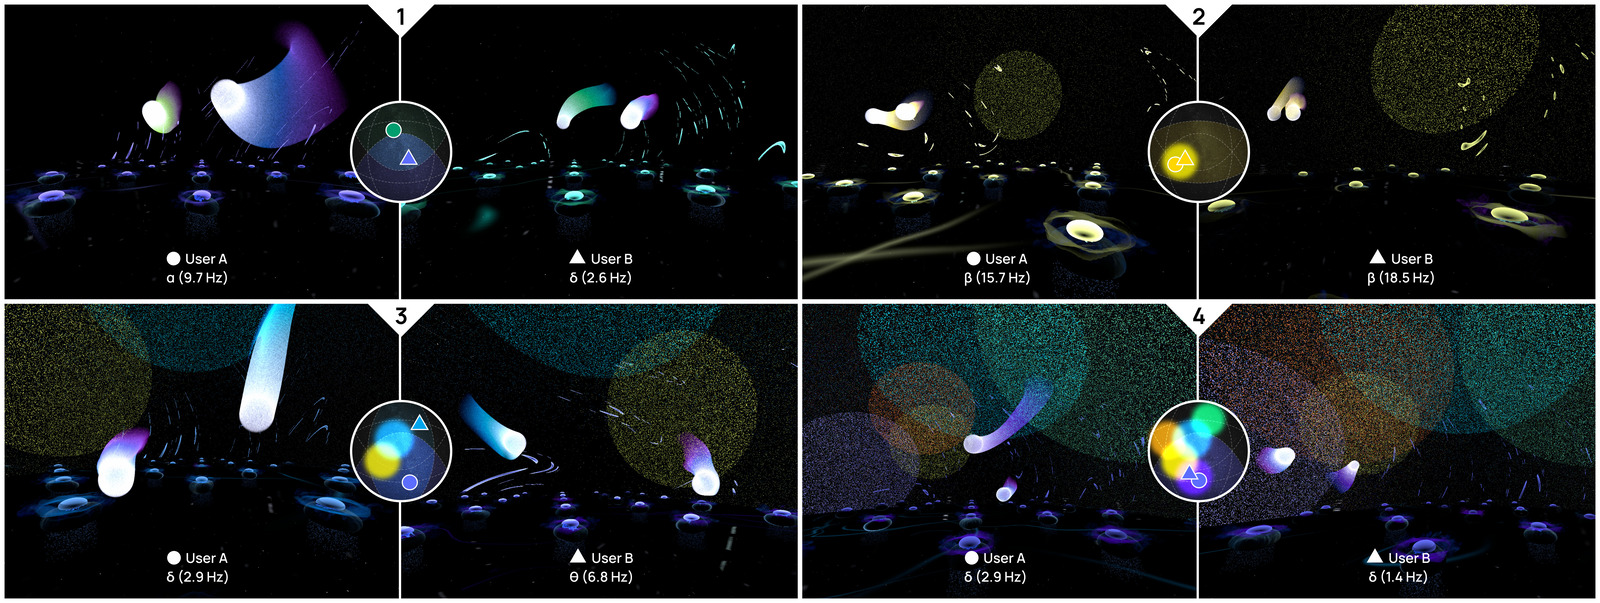 1
User A
α (9.7 Hz)
User B
δ (2.6 Hz)
2
User A
β (15.7 Hz)
User B
β (18.5 Hz)
3
User A
δ (2.9 Hz)
User B
θ (6.8 Hz)
4
User A
δ (2.9 Hz)
User B
δ (1.4 Hz)